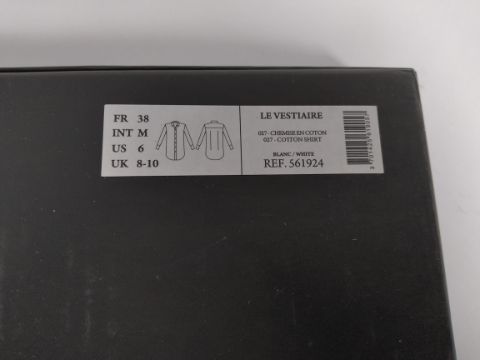 FR 38
INT M
US 6
UK 8-10
LE VESTIAIRE
027 - CHEMISE EN COTON
027 - COTTON SHIRT
BLANC / WHITE
REF. 561924